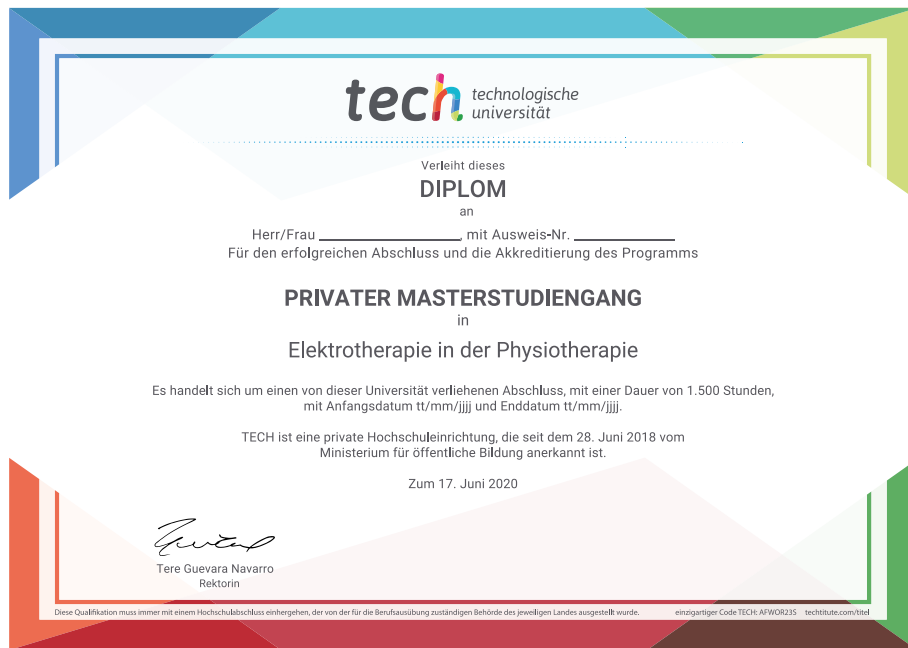 tech technologische
universität
Verleiht dieses
DIPLOM
an
Herr/Frau ____________________, mit Ausweis-Nr. ______________
Für den erfolgreichen Abschluss und die Akkreditierung des Programms
PRIVATER MASTERSTUDIENGANG
in
Elektrotherapie in der Physiotherapie
Es handelt sich um einen von dieser Universität verliehenen Abschluss, mit einer Dauer von 1.500 Stunden,
mit Anfangsdatum tt/mm/jjjj und Enddatum tt/mm/jjjj.
TECH ist eine private Hochschuleinrichtung, die seit dem 28. Juni 2018 vom
Ministerium für öffentliche Bildung anerkannt ist.
Zum 17. Juni 2020
Tere Guevara Navarro
Rektorin
Diese Qualifikation muss immer mit einem Hochschulabschluss einhergehen, der von der für die Berufsausübung zuständigen Behörde des jeweiligen Landes ausgestellt wurde. einzigartiger Code TECH: AFWOR23S techtitute.com/titel